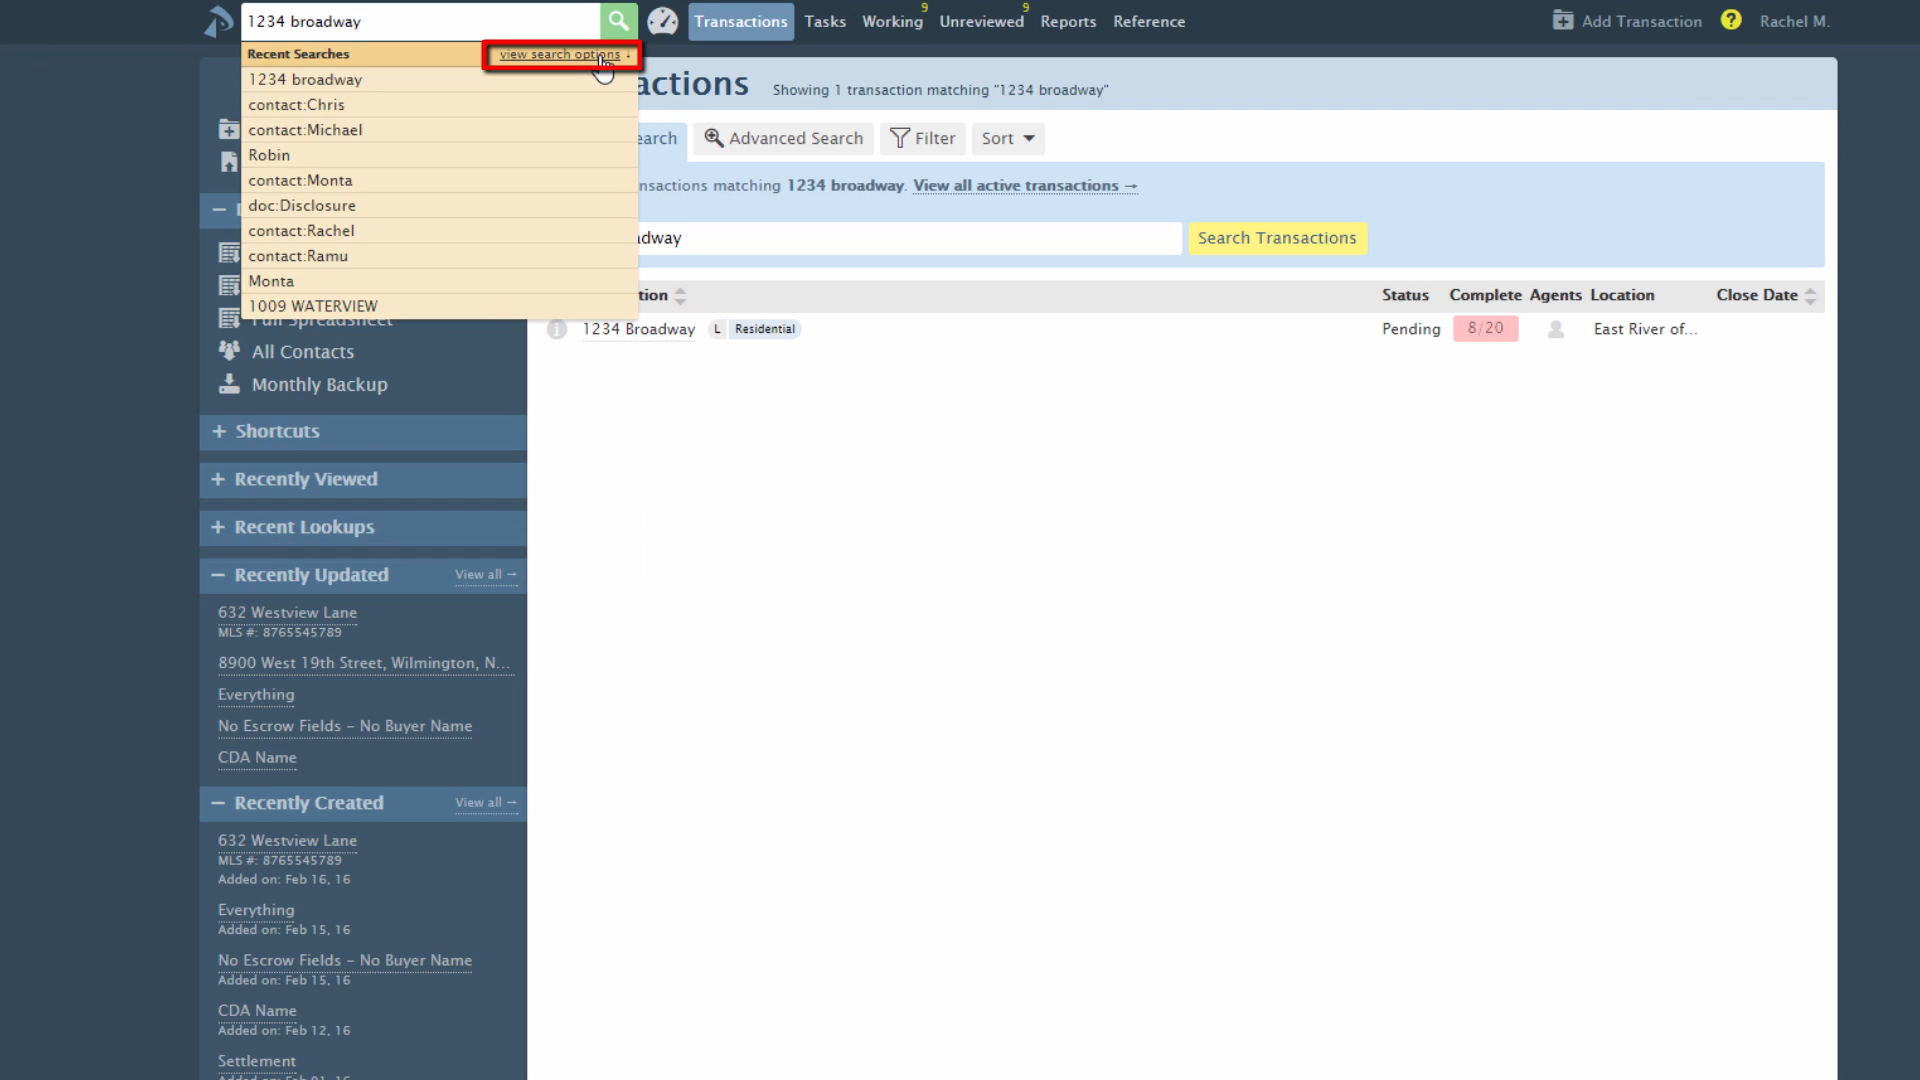 1234 broadway
Transactions
Tasks
Working 9
Unreviewed 9
Reports
Reference
Add Transaction
?
Rachel M.
Recent Searches
view search options ↓
1234 broadway
contact:Chris
contact:Michael
Robin
contact:Monta
doc:Disclosure
contact:Rachel
contact:Ramu
Monta
1009 WATERVIEW
actions
Showing 1 transaction matching "1234 broadway"
earch
Advanced Search
Filter
Sort
nsactions matching 1234 broadway. View all active transactions →
dway
Search Transactions
tion
Status
Complete
Agents
Location
Close Date
1234 Broadway
L
Residential
Pending
8/20
East River of...
Full Spreadsheet
All Contacts
Monthly Backup
+ Shortcuts
+ Recently Viewed
+ Recent Lookups
− Recently Updated
View all →
632 Westview Lane
MLS #: 8765545789
8900 West 19th Street, Wilmington, N...
Everything
No Escrow Fields – No Buyer Name
CDA Name
− Recently Created
View all →
632 Westview Lane
MLS #: 8765545789
Added on: Feb 16, 16
Everything
Added on: Feb 15, 16
No Escrow Fields – No Buyer Name
Added on: Feb 15, 16
CDA Name
Added on: Feb 12, 16
Settlement